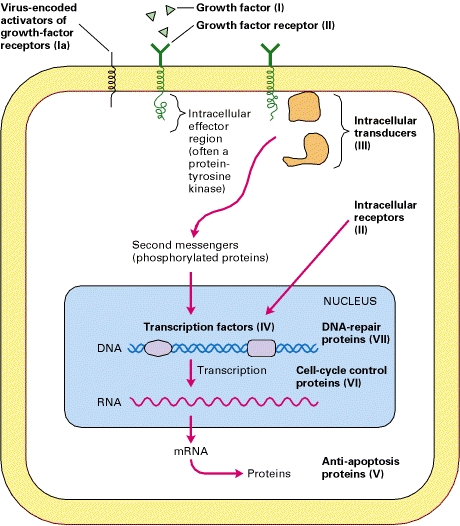 Virus-encoded
activators of
growth-factor
receptors (Ia)
Growth factor (I)
Growth factor receptor (II)
Intracellular
effector
region
(often a
protein-
tyrosine
kinase)
Intracellular
transducers
(III)
Intracellular
receptors
(II)
Second messengers
(phosphorylated proteins)
NUCLEUS
Transcription factors (IV)
DNA-repair
proteins (VII)
DNA
Transcription
Cell-cycle control
proteins (VI)
RNA
mRNA
Proteins
Anti-apoptosis
proteins (V)